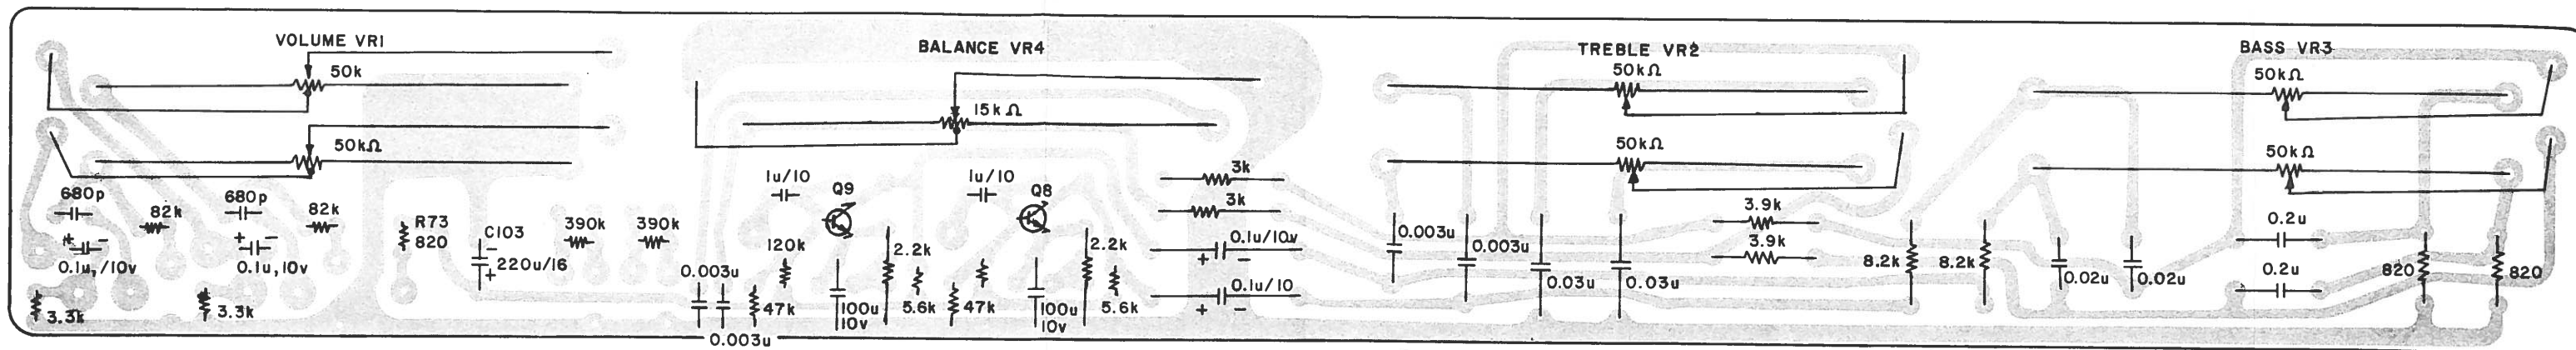 VOLUME VR1
50k
50kΩ
680p
82k
680p
82k
+ -
0.1u,/10v
+ -
0.1u,10v
3.3k
3.3k
R73
820
C103
-
+
220u/16
390k
390k
BALANCE VR4
15kΩ
1u/10
Q9
1u/10
Q8
120k
2.2k
2.2k
0.003u
47k
100u
10v
5.6k
47k
100u
10v
5.6k
0.003u
3k
3k
0.1u/10v
+ -
0.1u/10
+ -
TREBLE VR2
50kΩ
50kΩ
0.003u
0.003u
0.03u
0.03u
3.9k
3.9k
8.2k
8.2k
BASS VR3
50kΩ
50kΩ
0.02u
0.02u
0.2u
0.2u
820
820